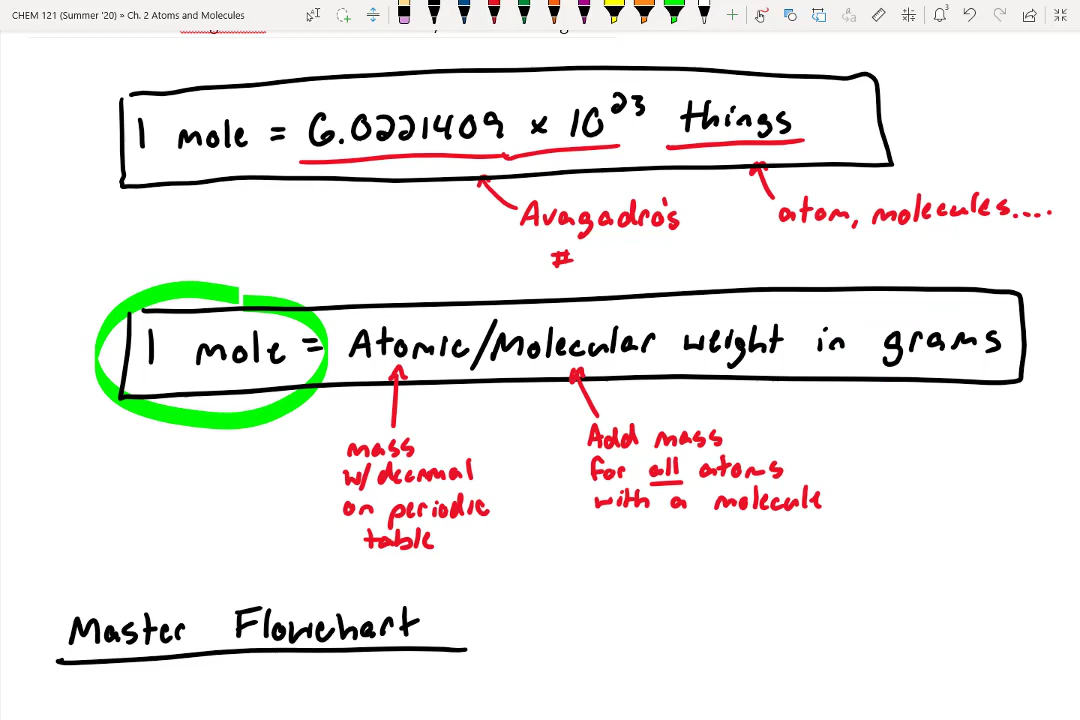 CHEM 121 (Summer '20) » Ch. 2 Atoms and Molecules
3
1 mole = 6.0221409 x 10^23 things
Avagadro's
#
atom, molecules....
1 mole = Atomic/Molecular weight in grams
mass
w/ decimal
on periodic
table
Add mass
for all atoms
with a molecule
Master Flowchart